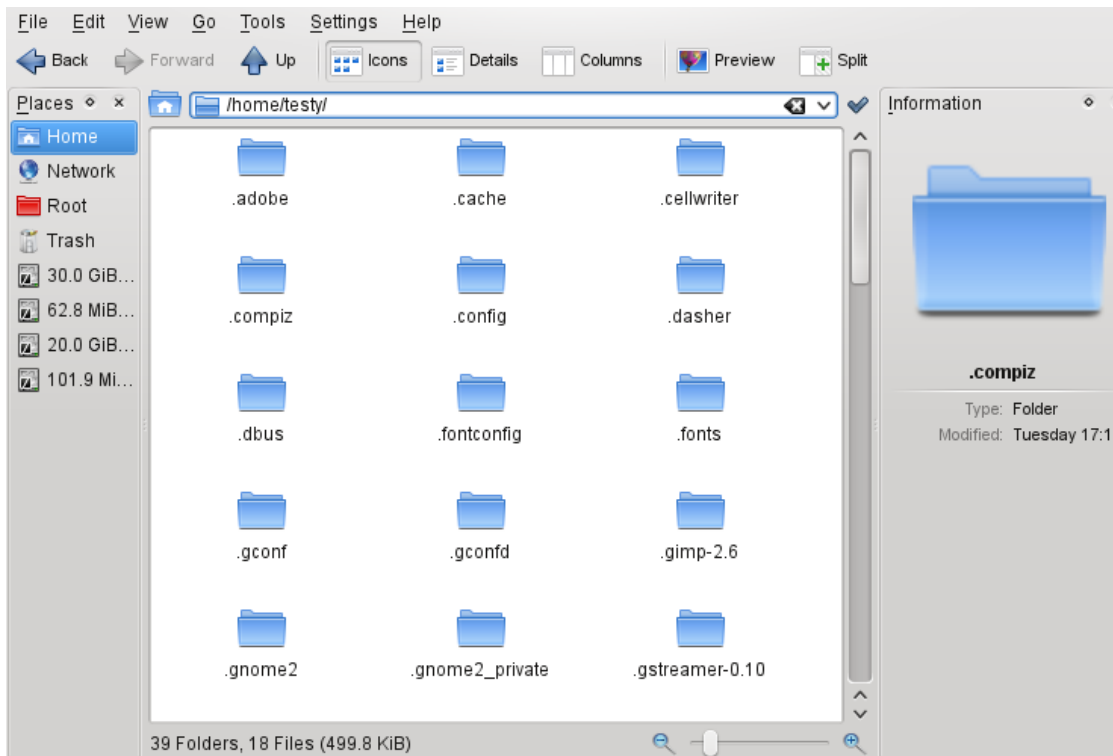 File Edit View Go Tools Settings Help
Back Forward Up Icons Details Columns Preview Split
Places
/home/testy/
Information
Home
Network
Root
Trash
30.0 GiB...
62.8 MiB...
20.0 GiB...
101.9 Mi...
.adobe .cache .cellwriter
.compiz .config .dasher
.dbus .fontconfig .fonts
.gconf .gconfd .gimp-2.6
.gnome2 .gnome2_private .gstreamer-0.10
.compiz
Type: Folder
Modified: Tuesday 17:1
39 Folders, 18 Files (499.8 KiB)